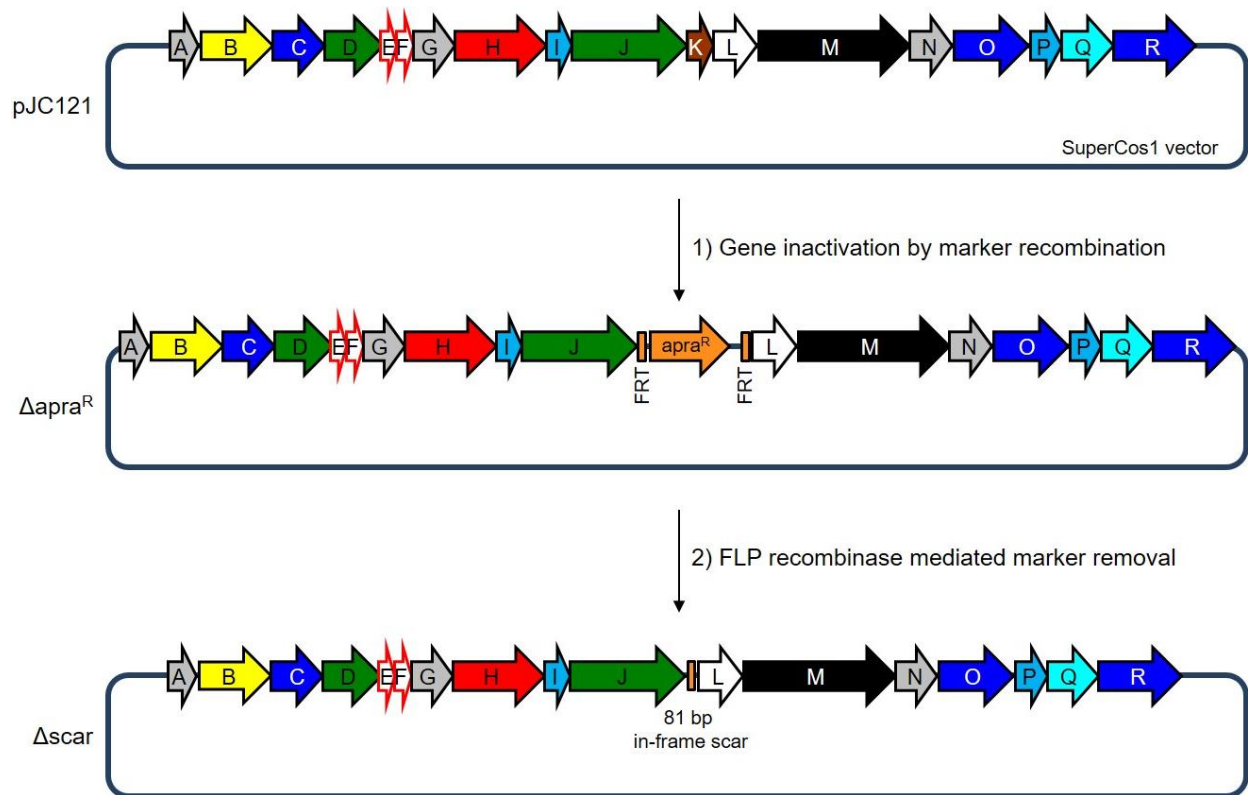 A B C D E F G H I J K L M N O P Q R
pJC121
SuperCos1 vector
1) Gene inactivation by marker recombination
A B C D E F G H I J apraR L M N O P Q R
FRT FRT
ΔapraR
2) FLP recombinase mediated marker removal
A B C D E F G H I J L M N O P Q R
81 bp
in-frame scar
Δscar